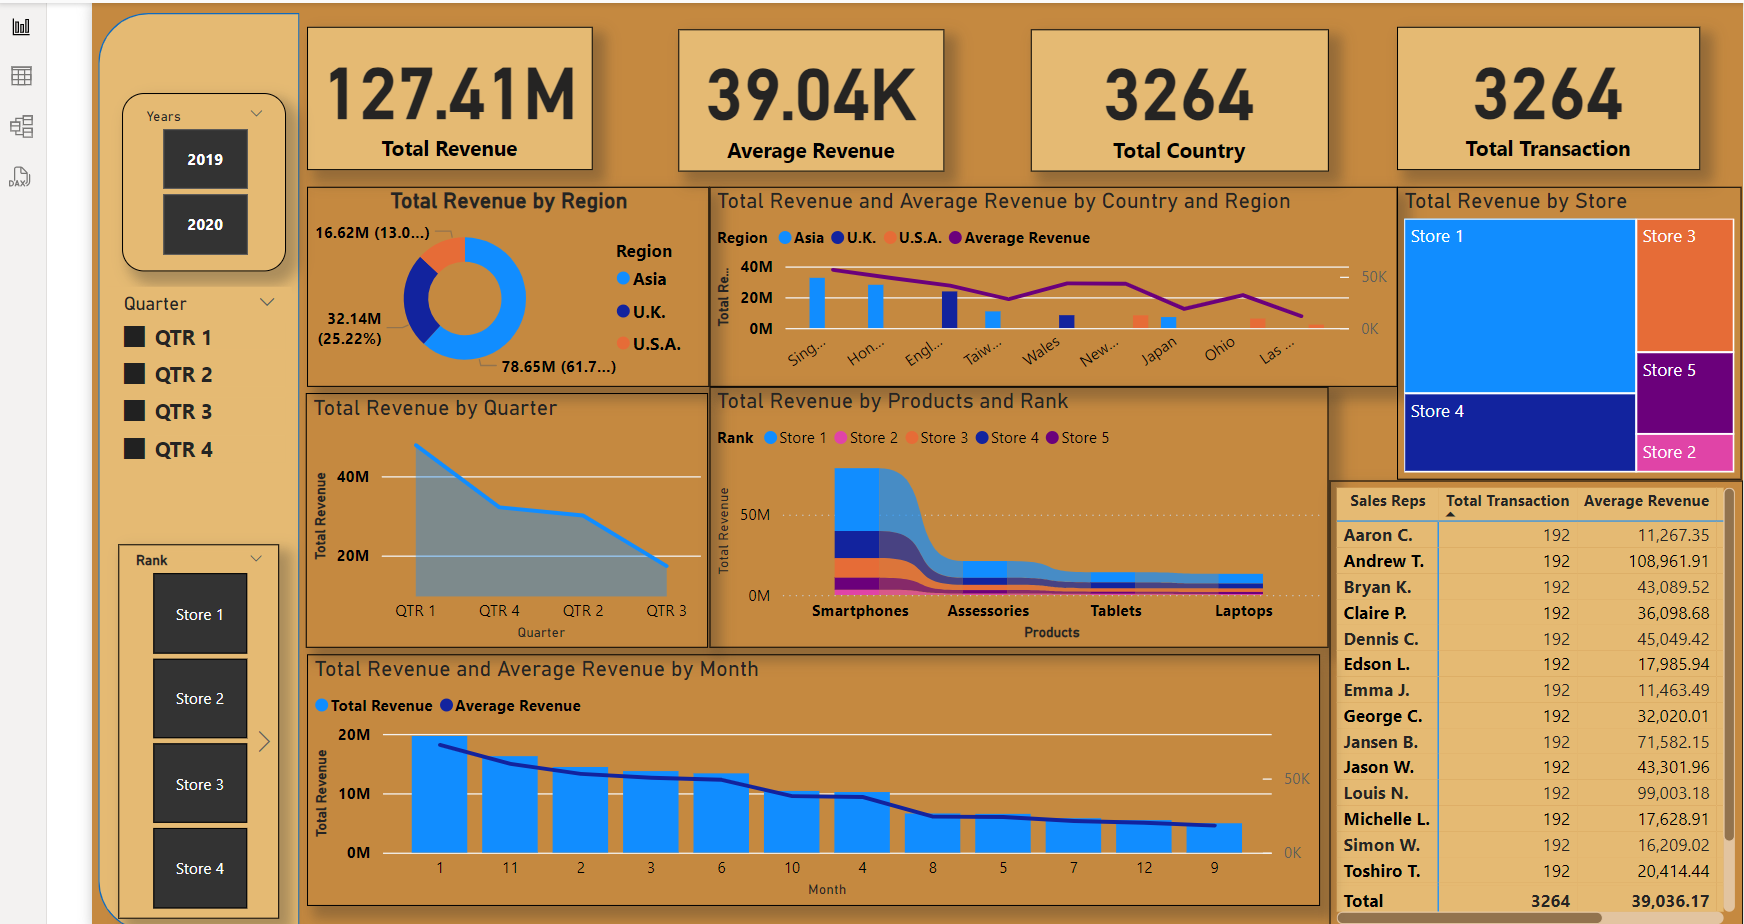 DAX
Years
2019
2020
Quarter
QTR 1
QTR 2
QTR 3
QTR 4
Rank
Store 1
Store 2
Store 3
Store 4
127.41M
Total Revenue
39.04K
Average Revenue
3264
Total Country
3264
Total Transaction
Total Revenue by Region
16.62M (13.0...)
32.14M
(25.22%)
78.65M (61.7...)
Region
Asia
U.K.
U.S.A.
Total Revenue and Average Revenue by Country and Region
Region Asia U.K. U.S.A. Average Revenue
Total Re...
40M
20M
0M
50K
0K
Sing... Hon... Engl... Taiw... Wales New... Japan Ohio Las ...
Total Revenue by Store
Store 1
Store 3
Store 5
Store 4
Store 2
Total Revenue by Quarter
Total Revenue
40M
20M
QTR 1 QTR 4 QTR 2 QTR 3
Quarter
Total Revenue by Products and Rank
Rank Store 1 Store 2 Store 3 Store 4 Store 5
Total Revenue
50M
0M
Smartphones Assessories Tablets Laptops
Products
Sales Reps Total Transaction Average Revenue
Aaron C. 192 11,267.35
Andrew T. 192 108,961.91
Bryan K. 192 43,089.52
Claire P. 192 36,098.68
Dennis C. 192 45,049.42
Edson L. 192 17,985.94
Emma J. 192 11,463.49
George C. 192 32,020.01
Jansen B. 192 71,582.15
Jason W. 192 43,301.96
Louis N. 192 99,003.18
Michelle L. 192 17,628.91
Simon W. 192 16,209.02
Toshiro T. 192 20,414.44
Total 3264 39,036.17
Total Revenue and Average Revenue by Month
Total Revenue Average Revenue
Total Revenue
20M
10M
0M
50K
0K
1 11 2 3 6 10 4 8 5 7 12 9
Month